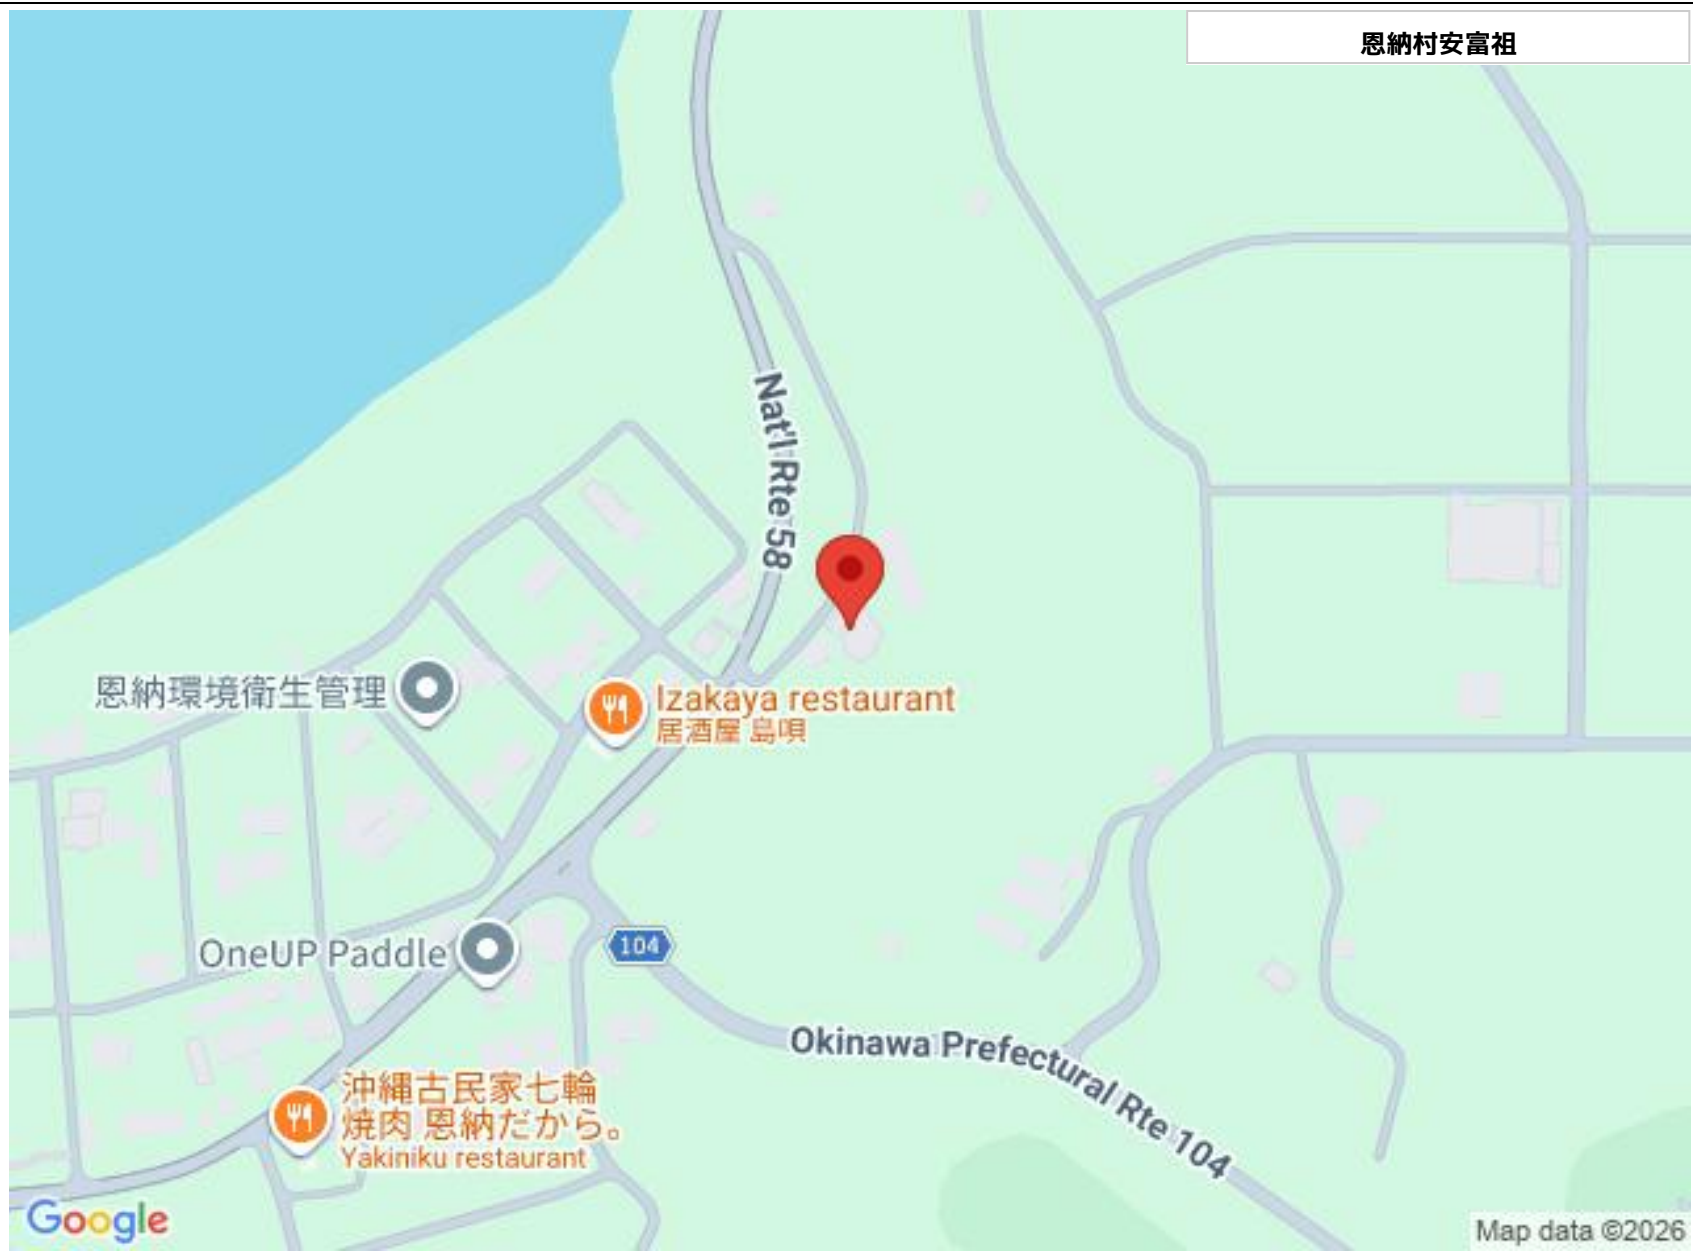 恩納村安富祖
Nat'l Rte 58
恩納環境衛生管理
Izakaya restaurant
居酒屋 島唄
OneUP Paddle
104
Okinawa Prefectural Rte 104
沖縄古民家七輪
焼肉 恩納だから。
Yakiniku restaurant
Google
Map data ©2026